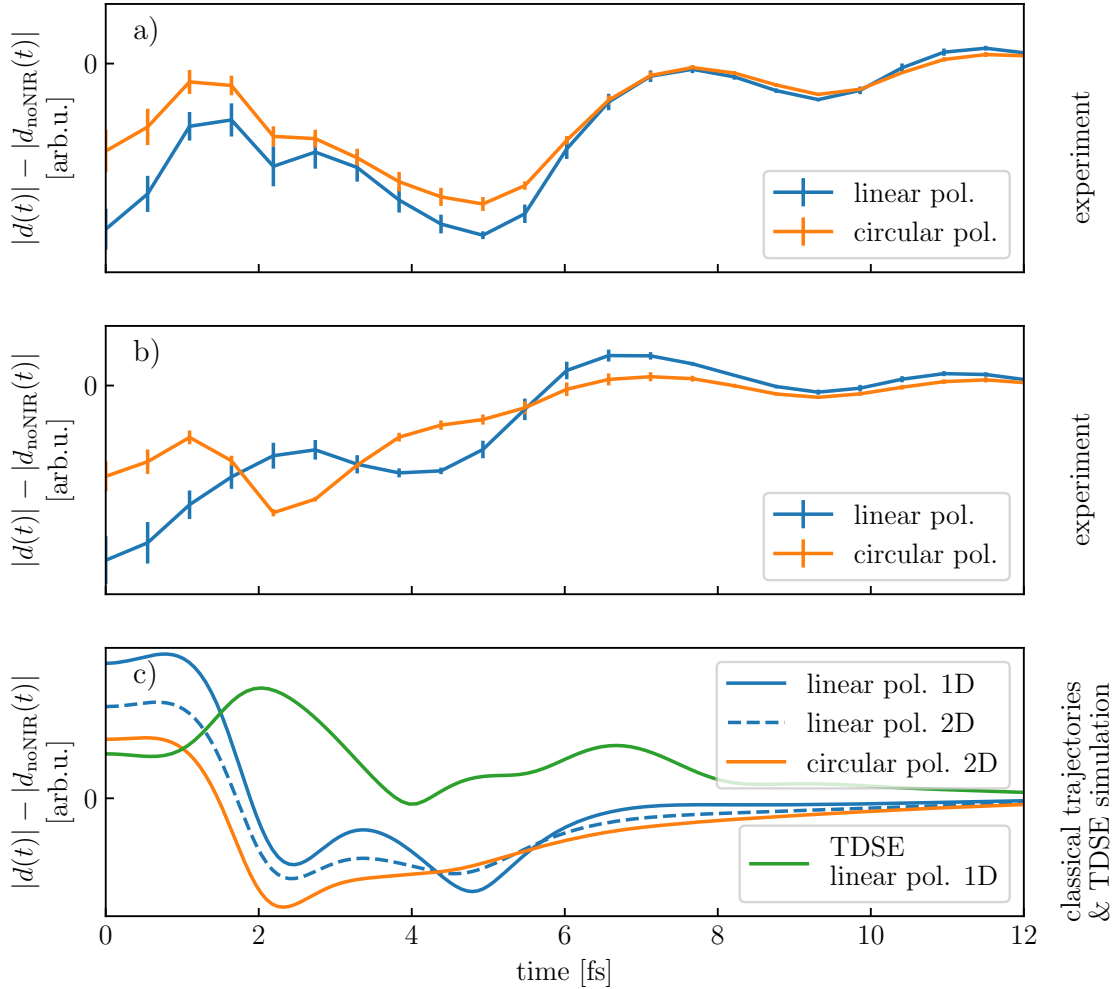 a)
0
|d(t)| − |d_noNIR(t)|
[arb.u.]
linear pol.
circular pol.
experiment
b)
0
|d(t)| − |d_noNIR(t)|
[arb.u.]
linear pol.
circular pol.
experiment
c)
0
|d(t)| − |d_noNIR(t)|
[arb.u.]
linear pol. 1D
linear pol. 2D
circular pol. 2D
TDSE
linear pol. 1D
classical trajectories
& TDSE simulation
0 2 4 6 8 10 12
time [fs]